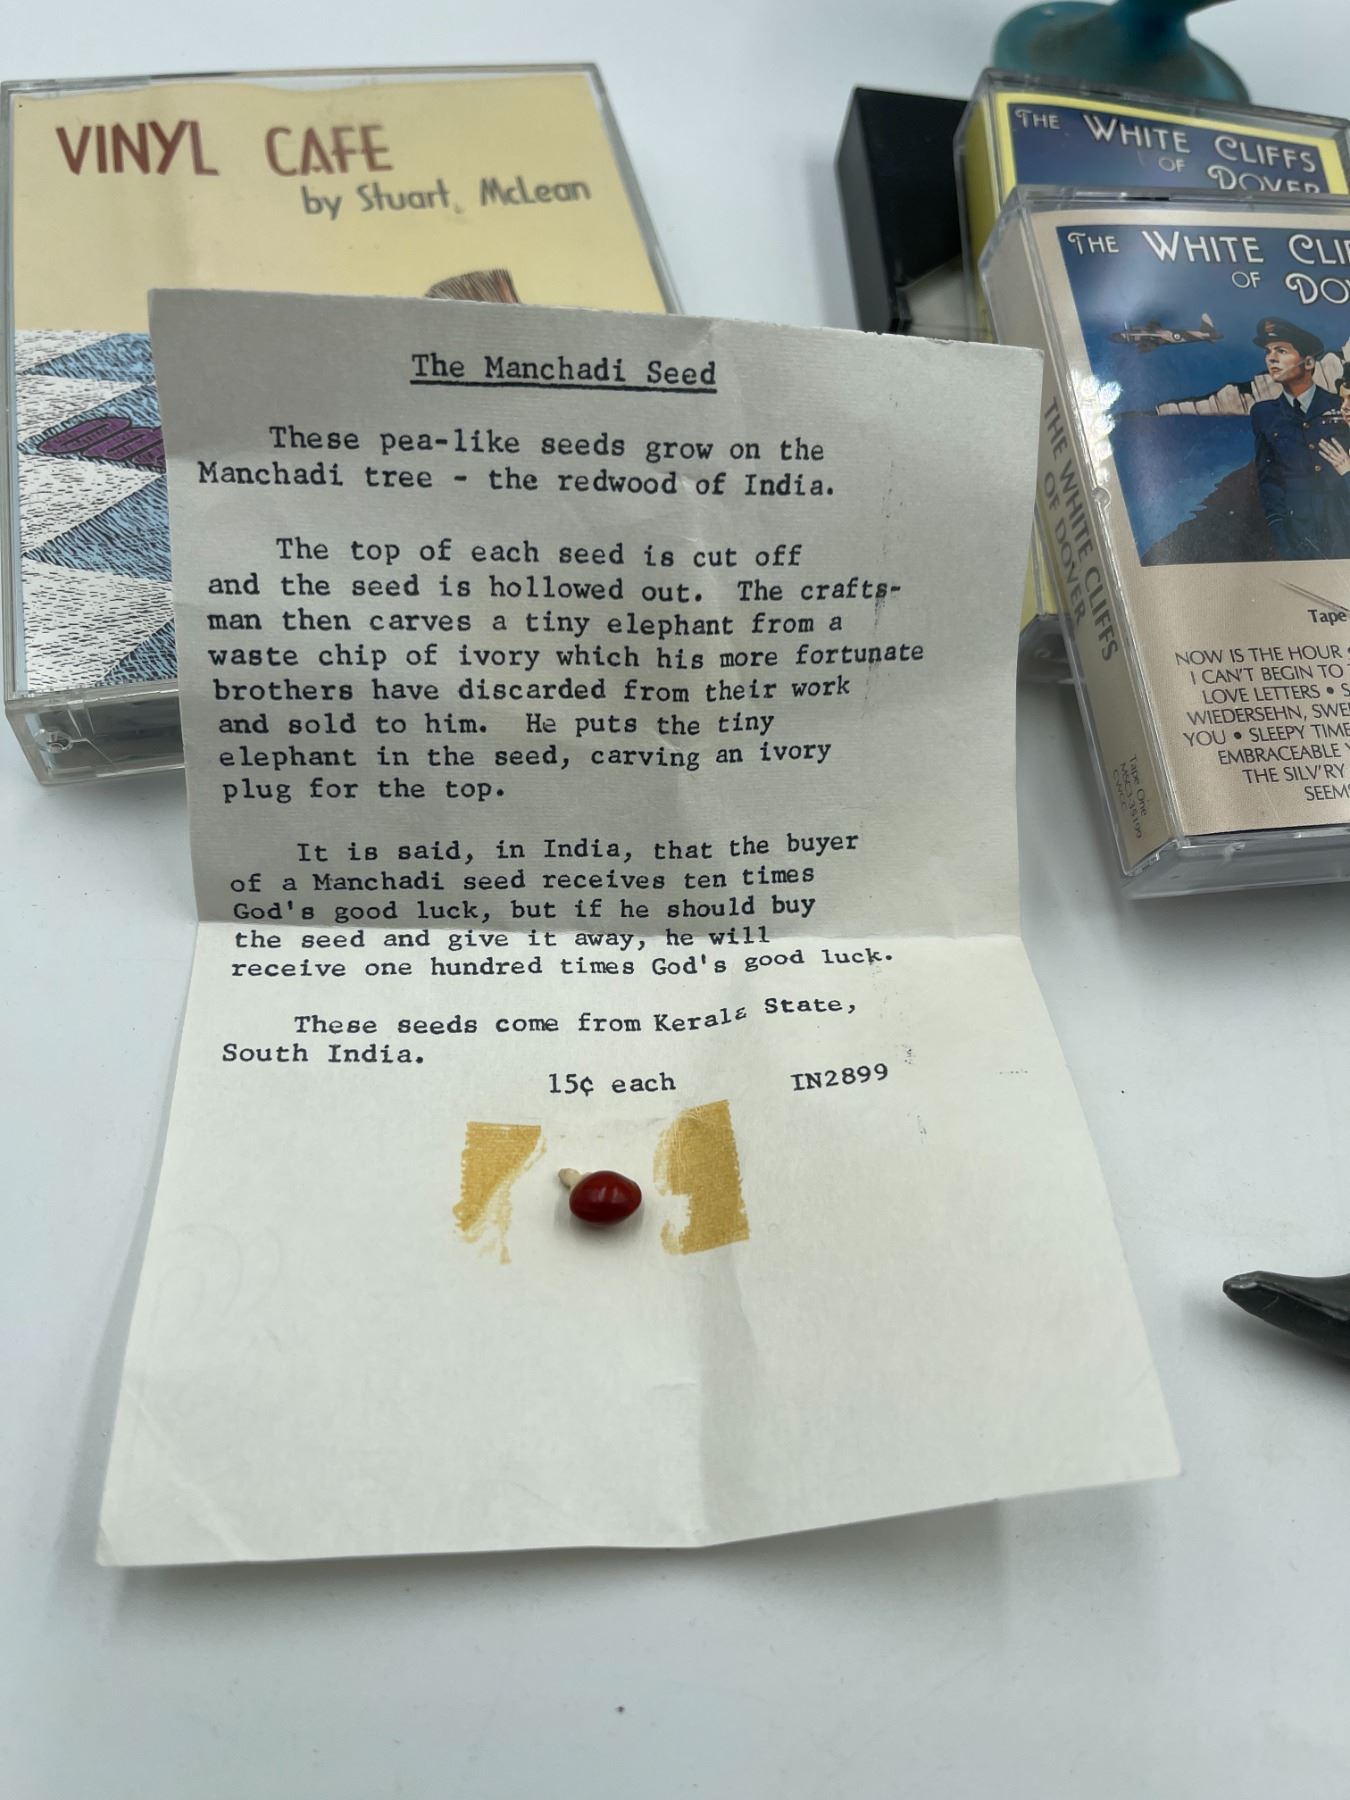 VINYL CAFE
by Stuart McLean
THE WHITE CLIFFS
OF DOVER
THE WHITE
OF
THE WHITE CLIFFS
OF DOVER
Tape One
Tape
NOW IS THE HOUR
I CAN'T BEGIN TO
LOVE LETTERS •
WIEDERSEHN,
YOU • SLEEPY TIME
EMBRACEABLE
THE SILV'RY
The Manchadi Seed
These pea-like seeds grow on the
Manchadi tree - the redwood of India.
The top of each seed is cut off
and the seed is hollowed out. The crafts-
man then carves a tiny elephant from a
waste chip of ivory which his more fortunate
brothers have discarded from their work
and sold to him. He puts the tiny
elephant in the seed, carving an ivory
plug for the top.
It is said, in India, that the buyer
of a Manchadi seed receives ten times
God's good luck, but if he should buy
the seed and give it away, he will
receive one hundred times God's good luck.
These seeds come from Kerala State,
South India.
15¢ each IN2899